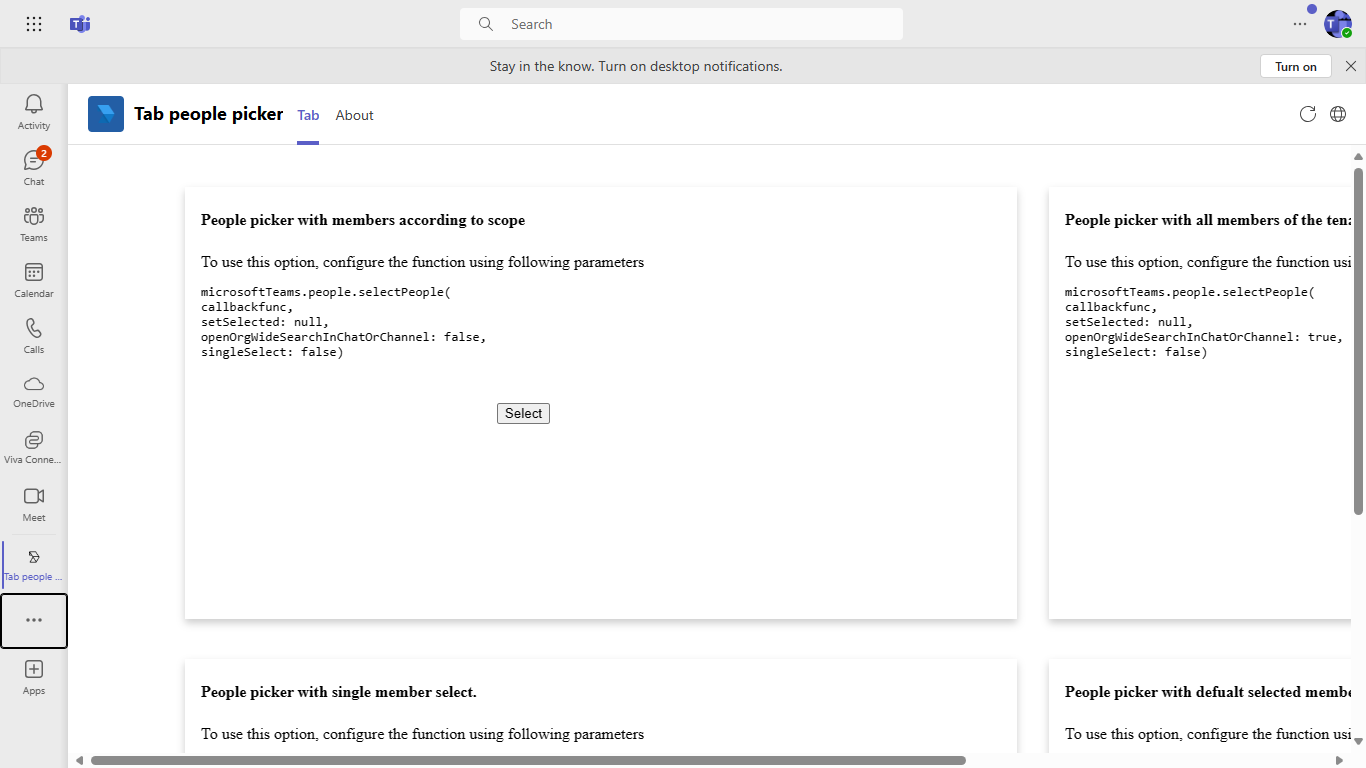 Search
Stay in the know. Turn on desktop notifications.
Turn on
Activity
2
Chat
Teams
Calendar
Calls
OneDrive
Viva Conne...
Meet
Tab people ...
Apps
Tab people picker
Tab
About
People picker with members according to scope
To use this option, configure the function using following parameters
microsoftTeams.people.selectPeople(
callbackfunc,
setSelected: null,
openOrgWideSearchInChatOrChannel: false,
singleSelect: false)
Select
People picker with all members of the
To use this option, configure the function
microsoftTeams.people.selectPeople(
callbackfunc,
setSelected: null,
openOrgWideSearchInChatOrChannel: true,
singleSelect: false)
People picker with single member select.
To use this option, configure the function using following parameters
People picker with defualt selected
To use this option, configure the function